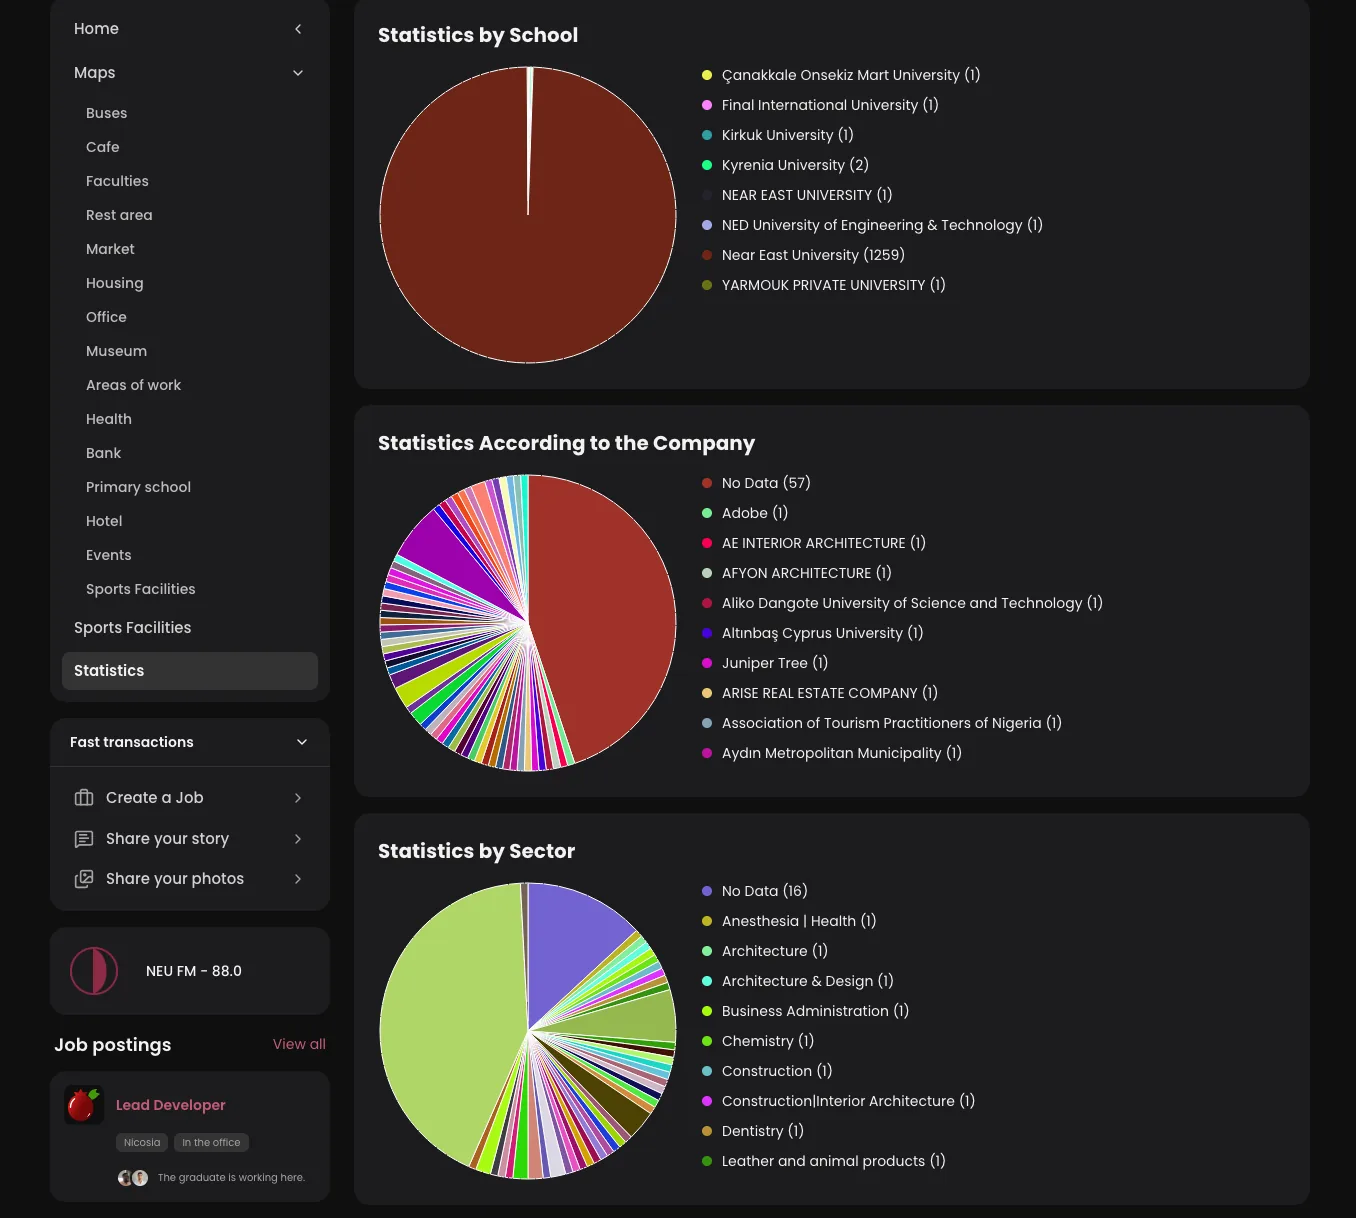 Home
Maps
Buses
Cafe
Faculties
Rest area
Market
Housing
Office
Museum
Areas of work
Health
Bank
Primary school
Hotel
Events
Sports Facilities
Sports Facilities
Statistics
Fast transactions
Create a Job
Share your story
Share your photos
NEU FM - 88.0
Job postings View all
Lead Developer
Nicosia In the office
The graduate is working here.
Statistics by School
Çanakkale Onsekiz Mart University (1)
Final International University (1)
Kirkuk University (1)
Kyrenia University (2)
NEAR EAST UNIVERSITY (1)
NED University of Engineering & Technology (1)
Near East University (1259)
YARMOUK PRIVATE UNIVERSITY (1)
Statistics According to the Company
No Data (57)
Adobe (1)
AE INTERIOR ARCHITECTURE (1)
AFYON ARCHITECTURE (1)
Aliko Dangote University of Science and Technology (1)
Altınbaş Cyprus University (1)
Juniper Tree (1)
ARISE REAL ESTATE COMPANY (1)
Association of Tourism Practitioners of Nigeria (1)
Aydın Metropolitan Municipality (1)
Statistics by Sector
No Data (16)
Anesthesia | Health (1)
Architecture (1)
Architecture & Design (1)
Business Administration (1)
Chemistry (1)
Construction (1)
Construction|Interior Architecture (1)
Dentistry (1)
Leather and animal products (1)